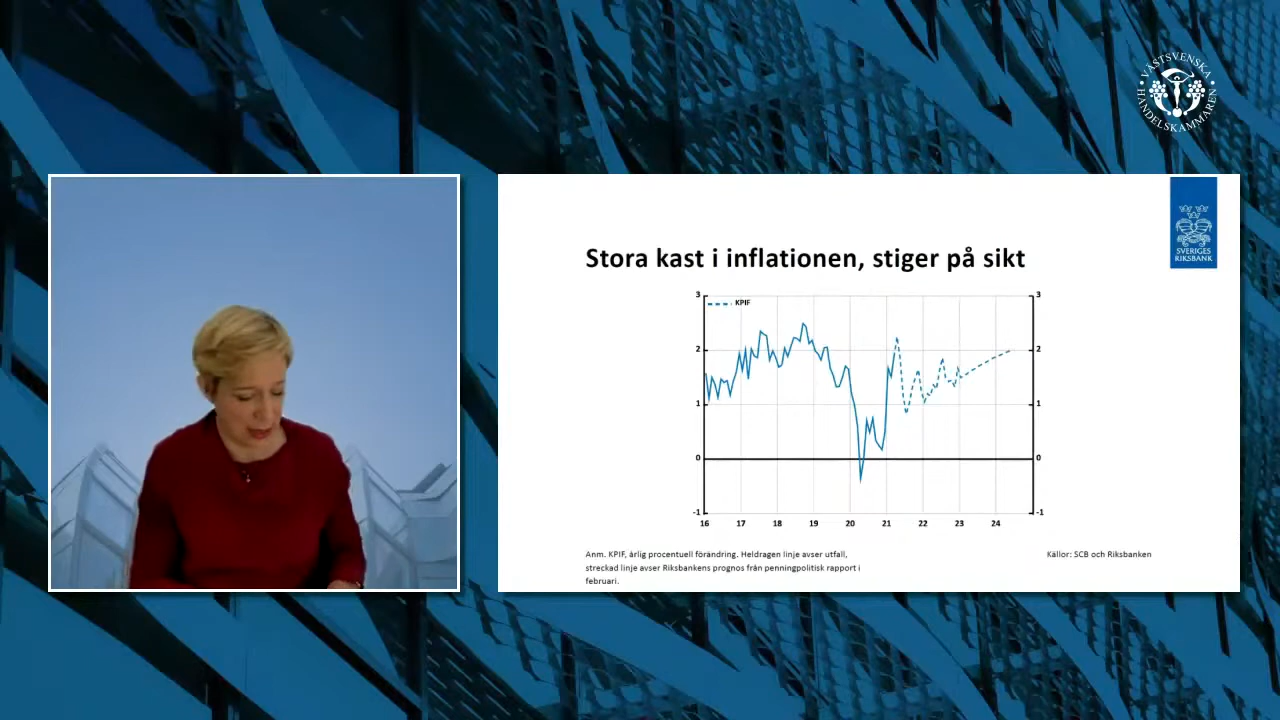 VÄSTSVENSKA
HANDELSKAMMAREN
SVERIGES
RIKSBANK
Stora kast i inflationen, stiger på sikt
KPIF
3 3
2 2
1 1
0 0
-1 -1
16 17 18 19 20 21 22 23 24
Anm. KPIF, årlig procentuell förändring. Heldragen linje avser utfall,
streckad linje avser Riksbankens prognos från penningpolitisk rapport i
februari.
Källor: SCB och Riksbanken